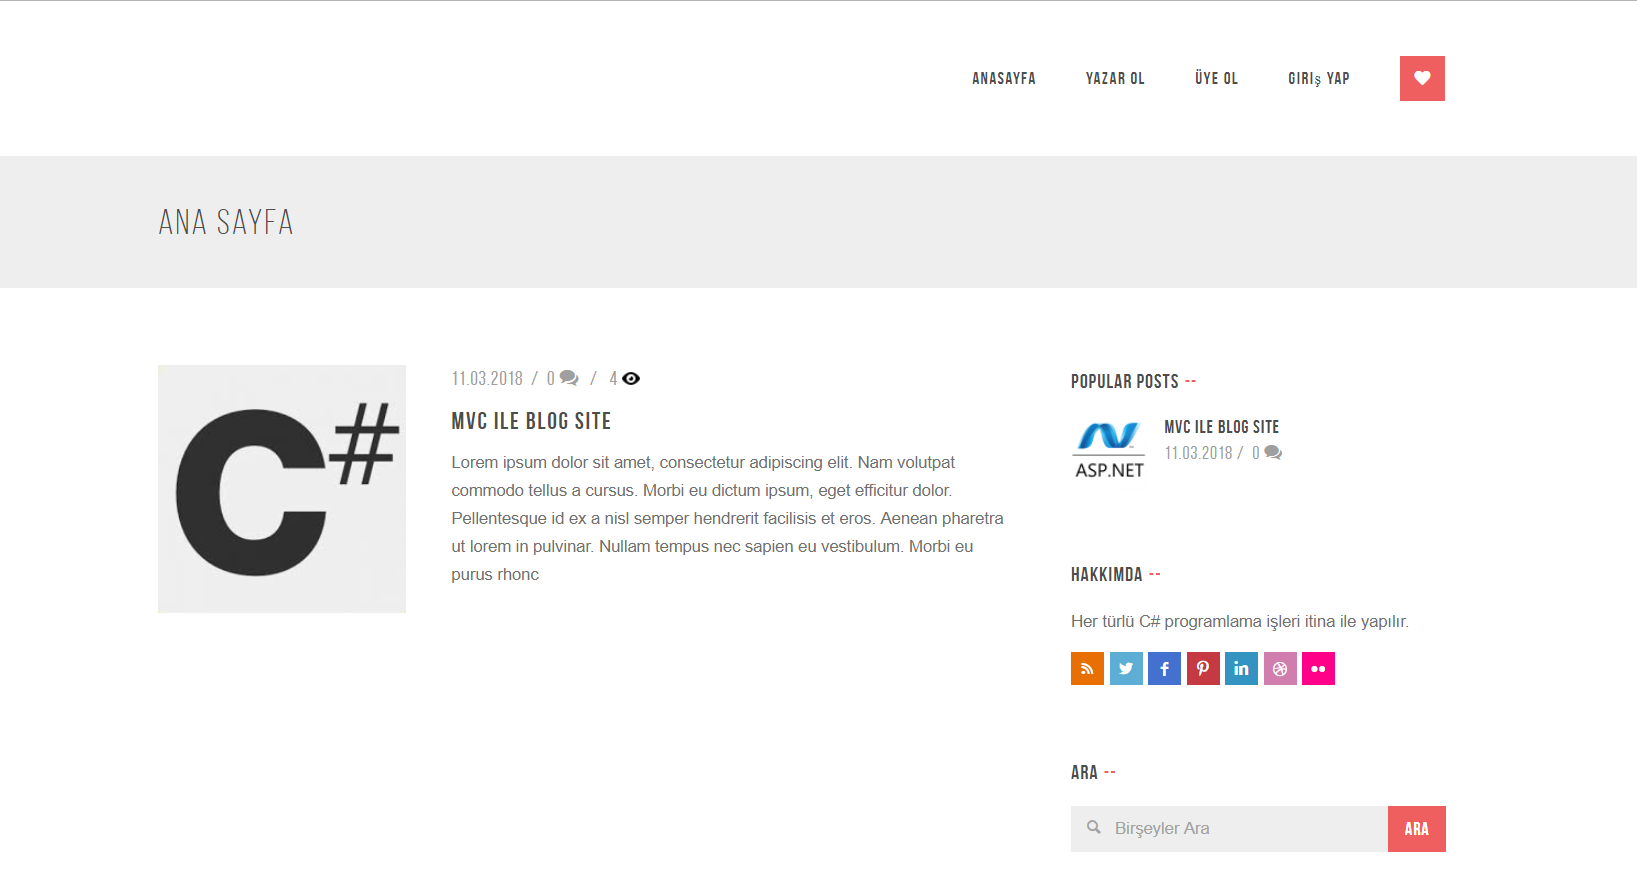 ANASAYFA YAZAR OL ÜYE OL GIRIş YAP
ANA SAYFA
C#
11.03.2018 / 0 / 4
MVC ILE BLOG SITE
Lorem ipsum dolor sit amet, consectetur adipiscing elit. Nam volutpat
commodo tellus a cursus. Morbi eu dictum ipsum, eget efficitur dolor.
Pellentesque id ex a nisl semper hendrerit facilisis et eros. Aenean pharetra
ut lorem in pulvinar. Nullam tempus nec sapien eu vestibulum. Morbi eu
purus rhonc
POPULAR POSTS --
ASP.NET
MVC ILE BLOG SITE
11.03.2018 / 0
HAKKIMDA --
Her türlü C# programlama işleri itina ile yapılır.
ARA --
Birşeyler Ara
ARA